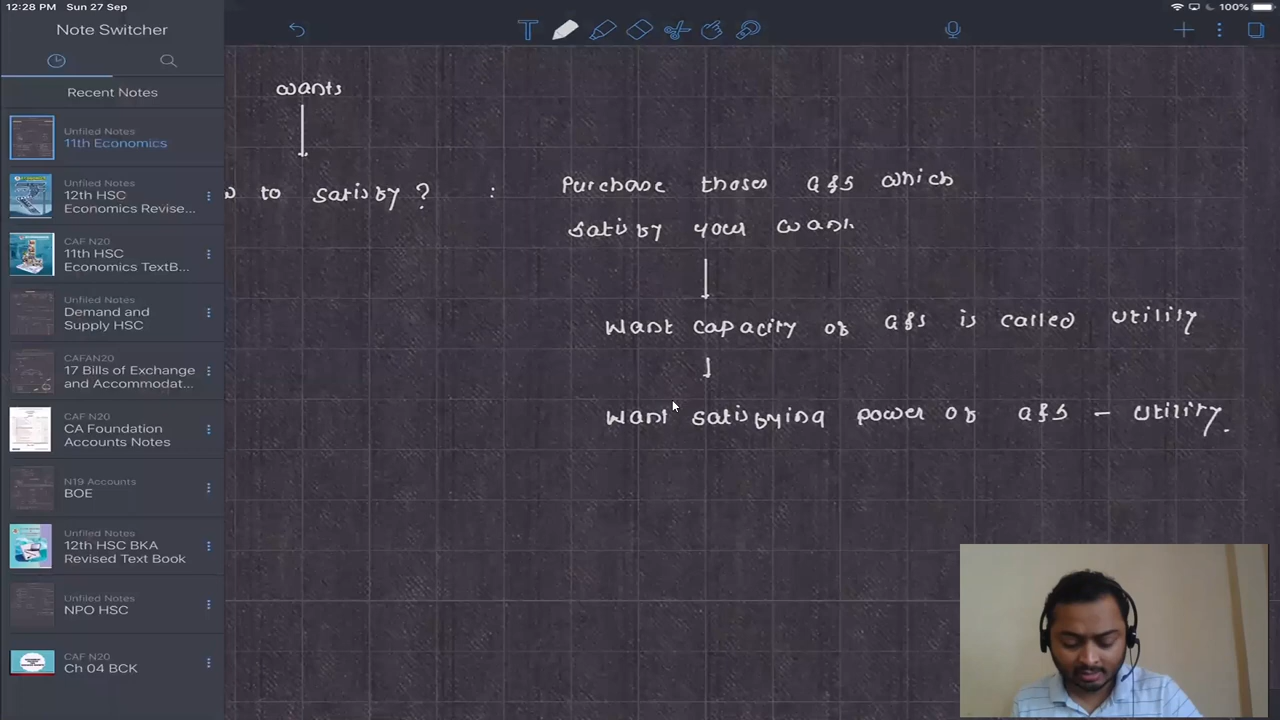 12:28 PM Sun 27 Sep
100%
Note Switcher
Recent Notes
Unfiled Notes
11th Economics
Unfiled Notes
12th HSC
Economics Revise...
CAF N20
11th HSC
Economics TextB...
Unfiled Notes
Demand and
Supply HSC
CAFAN20
17 Bills of Exchange
and Accommodat...
CAF N20
CA Foundation
Accounts Notes
N19 Accounts
BOE
Unfiled Notes
12th HSC BKA
Revised Text Book
Unfiled Notes
NPO HSC
CAF N20
Ch 04 BCK
wants
to satisfy ? : Purchase thoses g&s which
satisfy your want
Want capacity of g&s is called utility
Want satisfying power of g&s - utility.